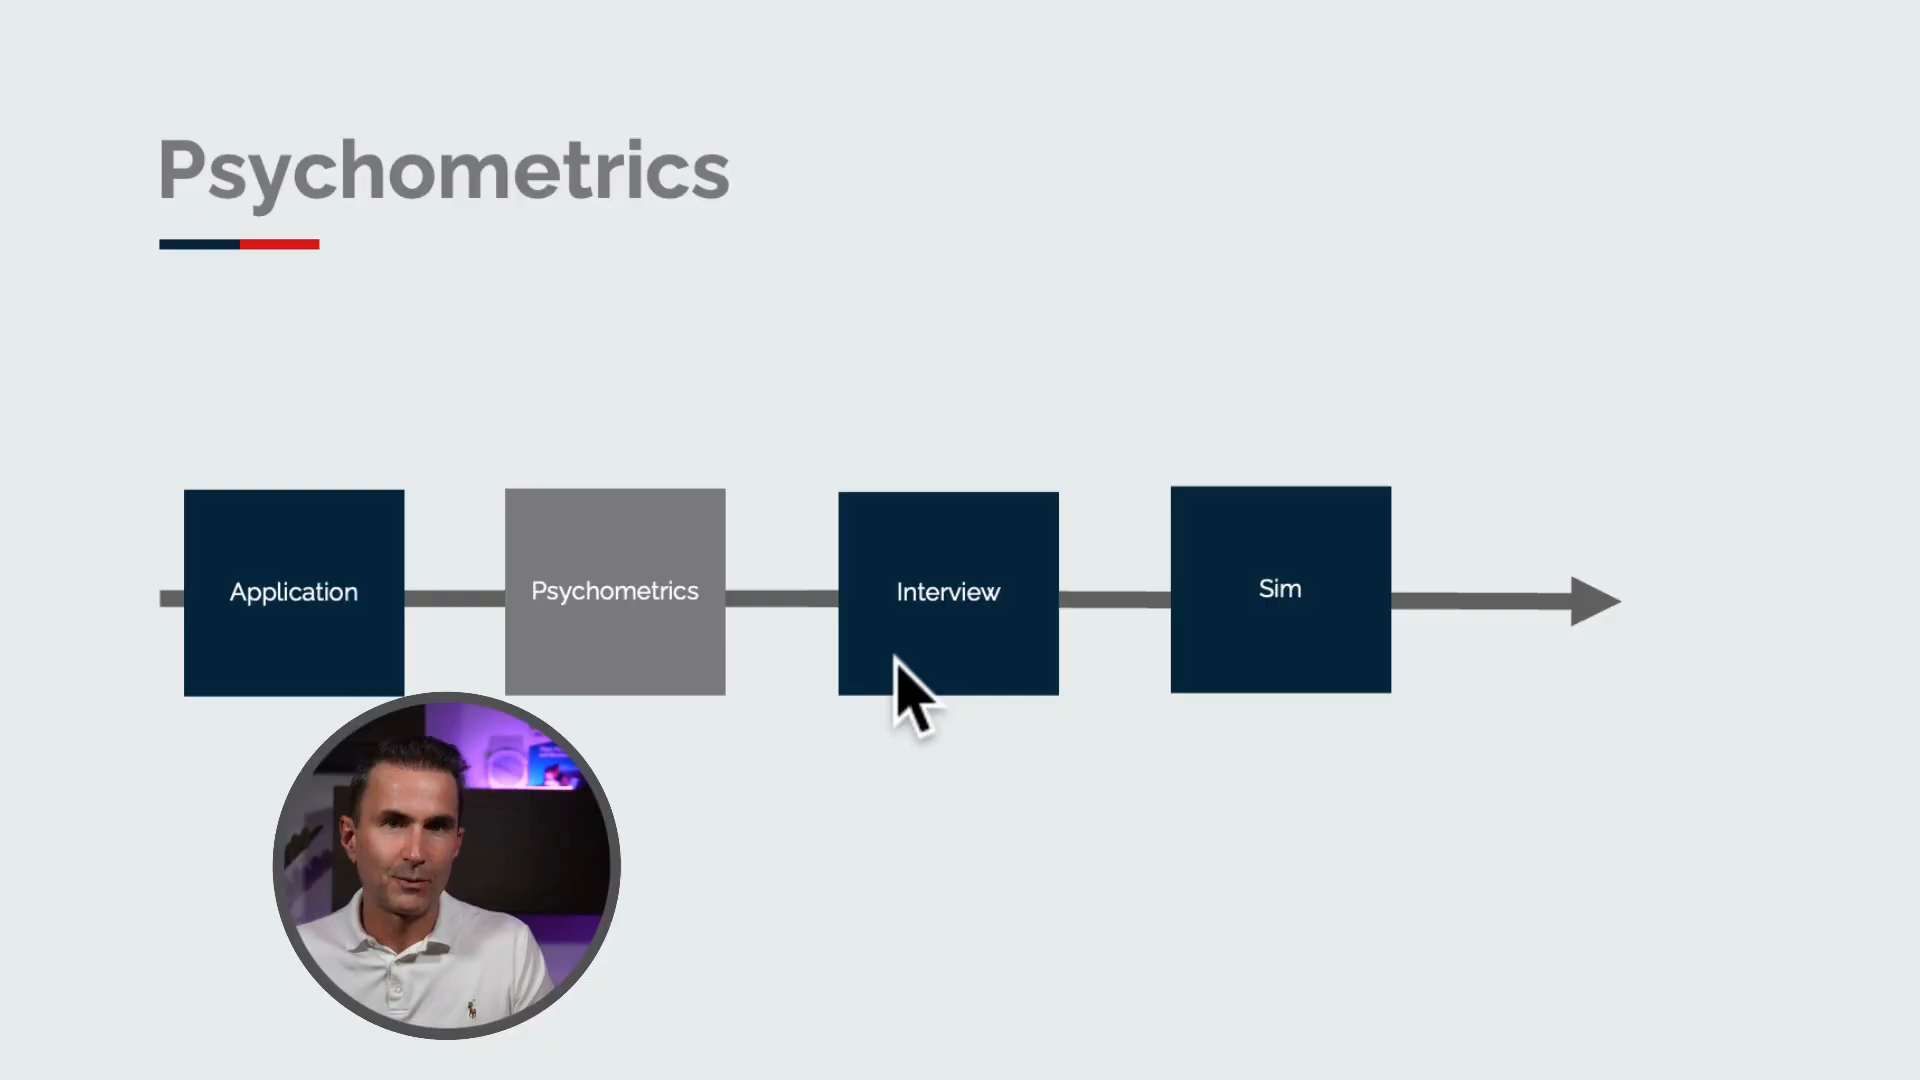 Psychometrics
Application
Psychometrics
Interview
Sim